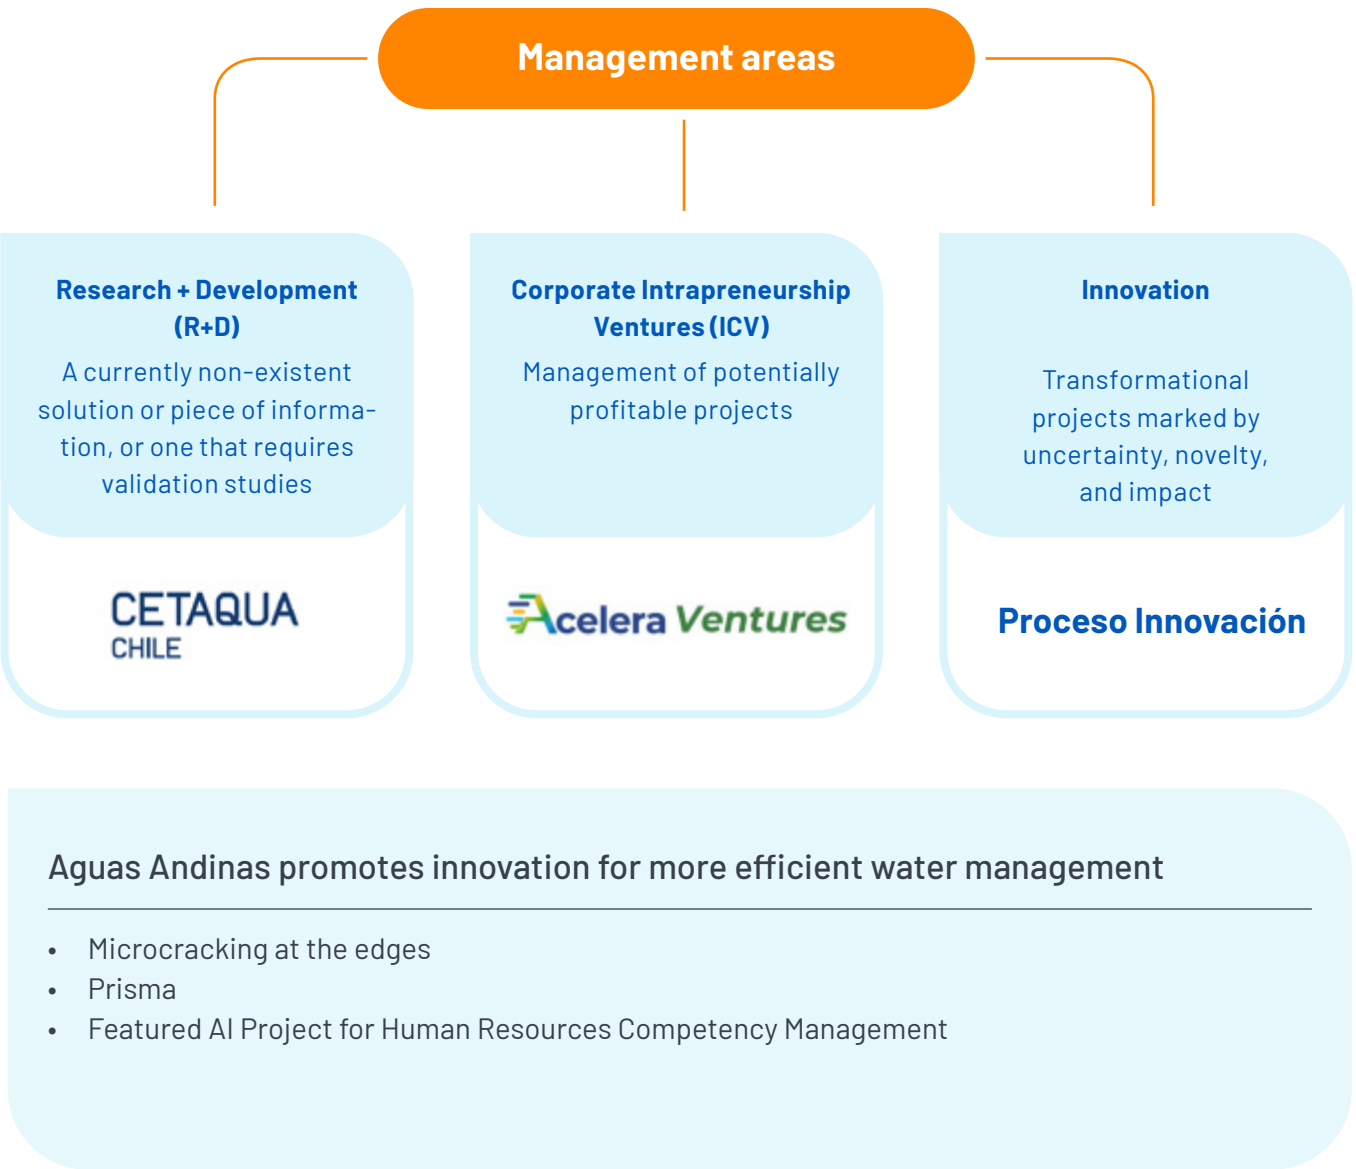 Management areas
Research + Development
(R+D)
A currently non-existent
solution or piece of informa-
tion, or one that requires
validation studies
CETAQUA
CHILE
Corporate Intrapreneurship
Ventures (ICV)
Management of potentially
profitable projects
Acelera Ventures
Innovation
Transformational
projects marked by
uncertainty, novelty,
and impact
Proceso Innovación
Aguas Andinas promotes innovation for more efficient water management
• Microcracking at the edges
• Prisma
• Featured AI Project for Human Resources Competency Management